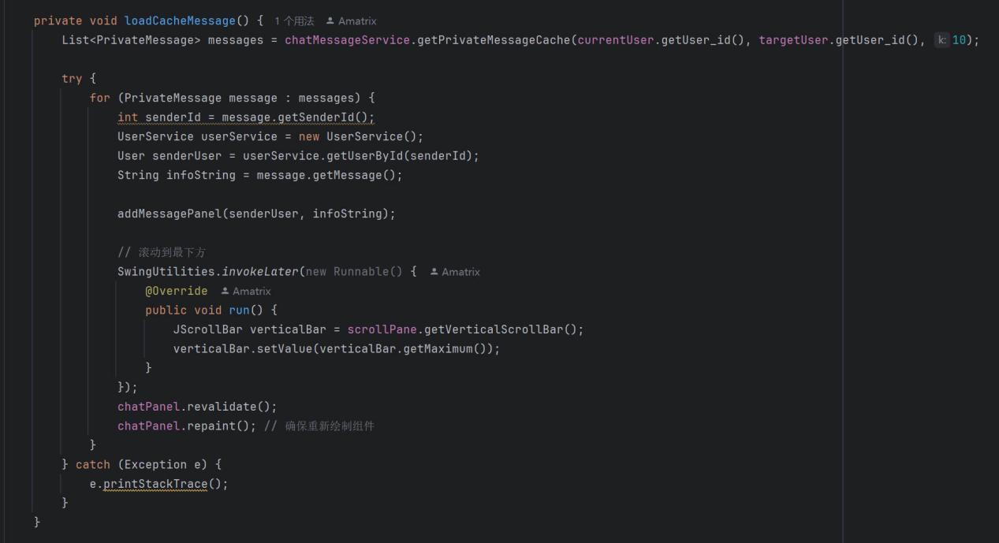 private void loadCacheMessage() { 1 个用法 Amatrix
List<PrivateMessage> messages = chatMessageService.getPrivateMessageCache(currentUser.getUser_id(), targetUser.getUser_id(), k: 10);
try {
for (PrivateMessage message : messages) {
int senderId = message.getSenderId();
UserService userService = new UserService();
User senderUser = userService.getUserById(senderId);
String infoString = message.getMessage();
addMessagePanel(senderUser, infoString);
// 滚动到最下方
SwingUtilities.invokeLater(new Runnable() { Amatrix
@Override Amatrix
public void run() {
JScrollBar verticalBar = scrollPane.getVerticalScrollBar();
verticalBar.setValue(verticalBar.getMaximum());
}
});
chatPanel.revalidate();
chatPanel.repaint(); // 确保重新绘制组件
}
} catch (Exception e) {
e.printStackTrace();
}
}